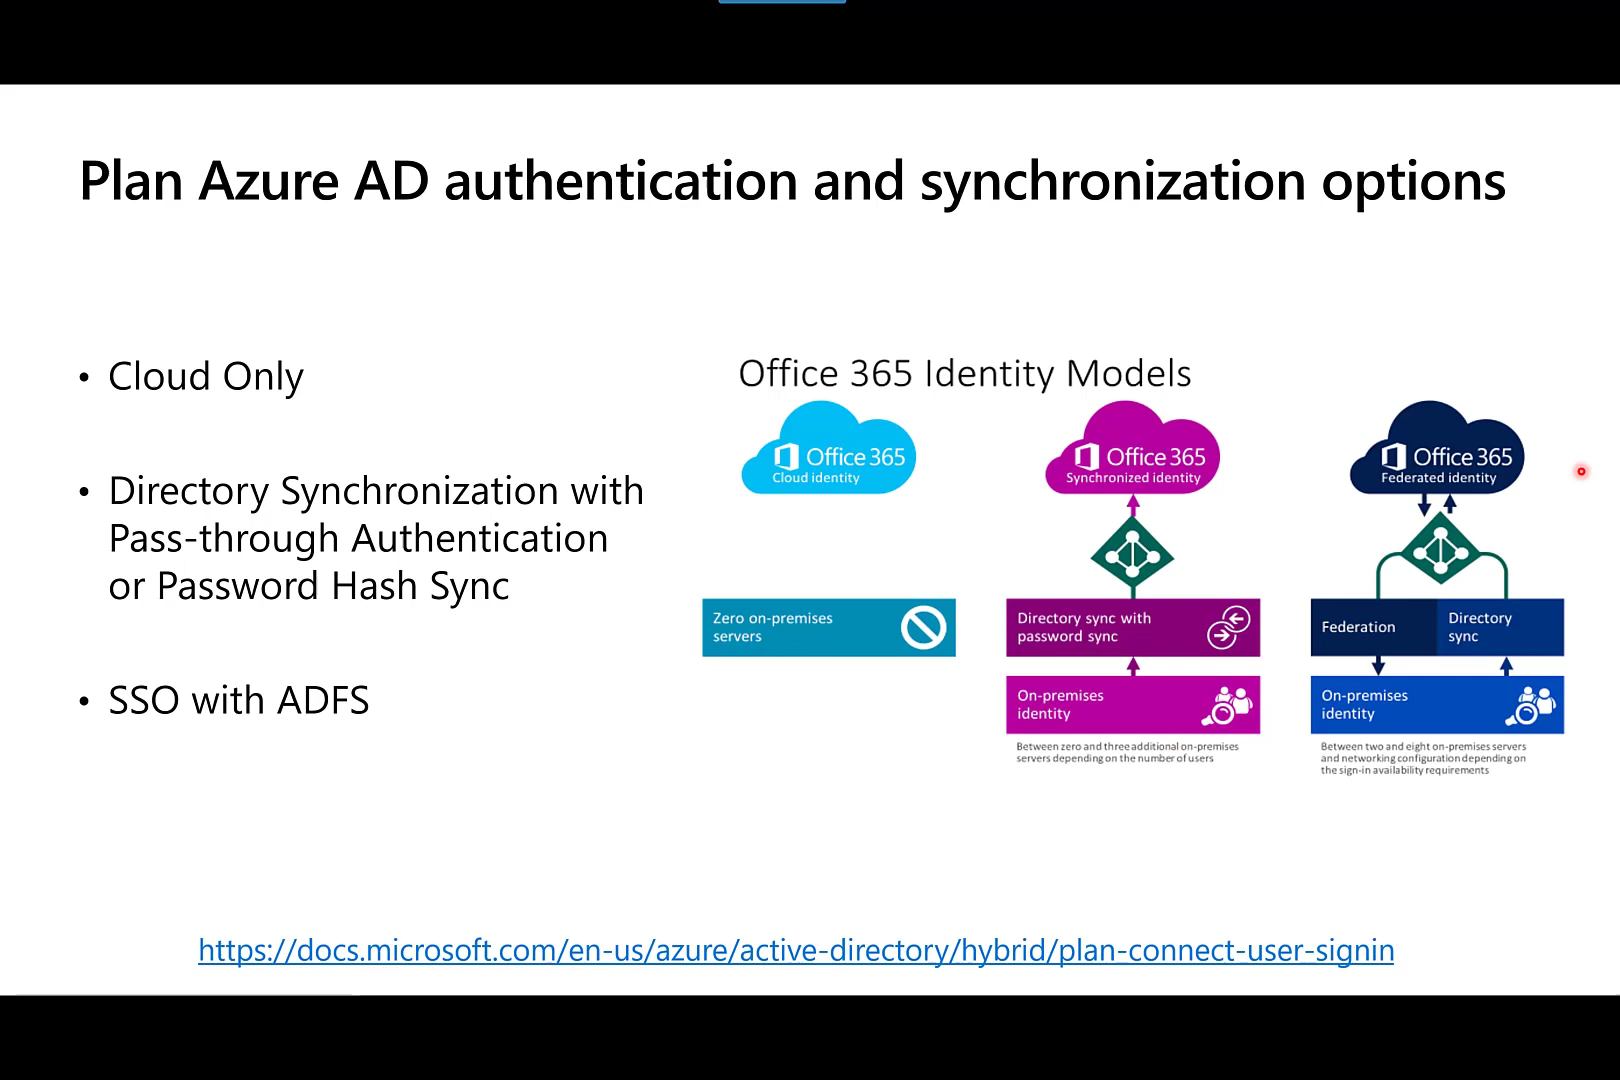 Plan Azure AD authentication and synchronization options
• Cloud Only
• Directory Synchronization with
Pass-through Authentication
or Password Hash Sync
• SSO with ADFS
Office 365 Identity Models
Office 365
Cloud identity
Zero on-premises
servers
Office 365
Synchronized identity
Directory sync with
password sync
On-premises
identity
Between zero and three additional on-premises
servers depending on the number of users
Office 365
Federated identity
Federation
Directory
sync
On-premises
identity
Between two and eight on-premises servers
and networking configuration depending on
the sign-in availability requirements
https://docs.microsoft.com/en-us/azure/active-directory/hybrid/plan-connect-user-signin